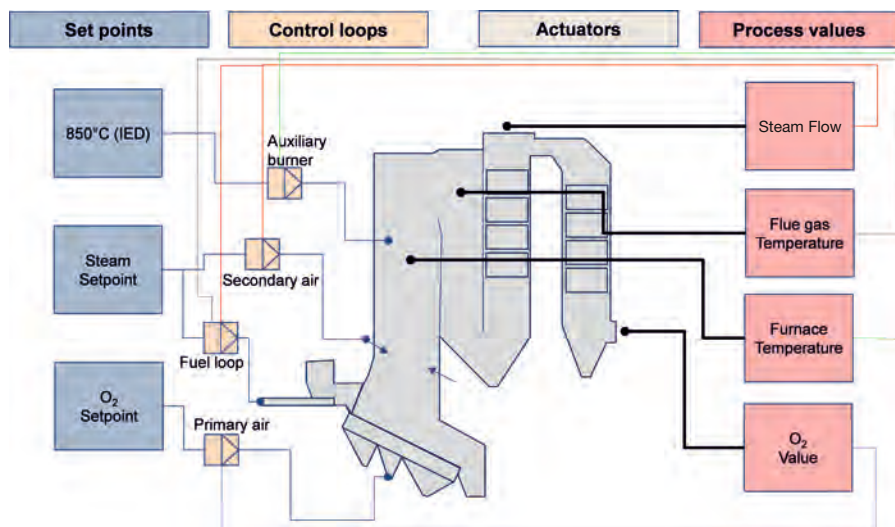 Set points
Control loops
Actuators
Process values
850°C (IED)
Auxiliary
burner
Steam Flow
Steam
Setpoint
Secondary air
Flue gas
Temperature
Fuel loop
Furnace
Temperature
O₂
Setpoint
Primary air
O₂
Value